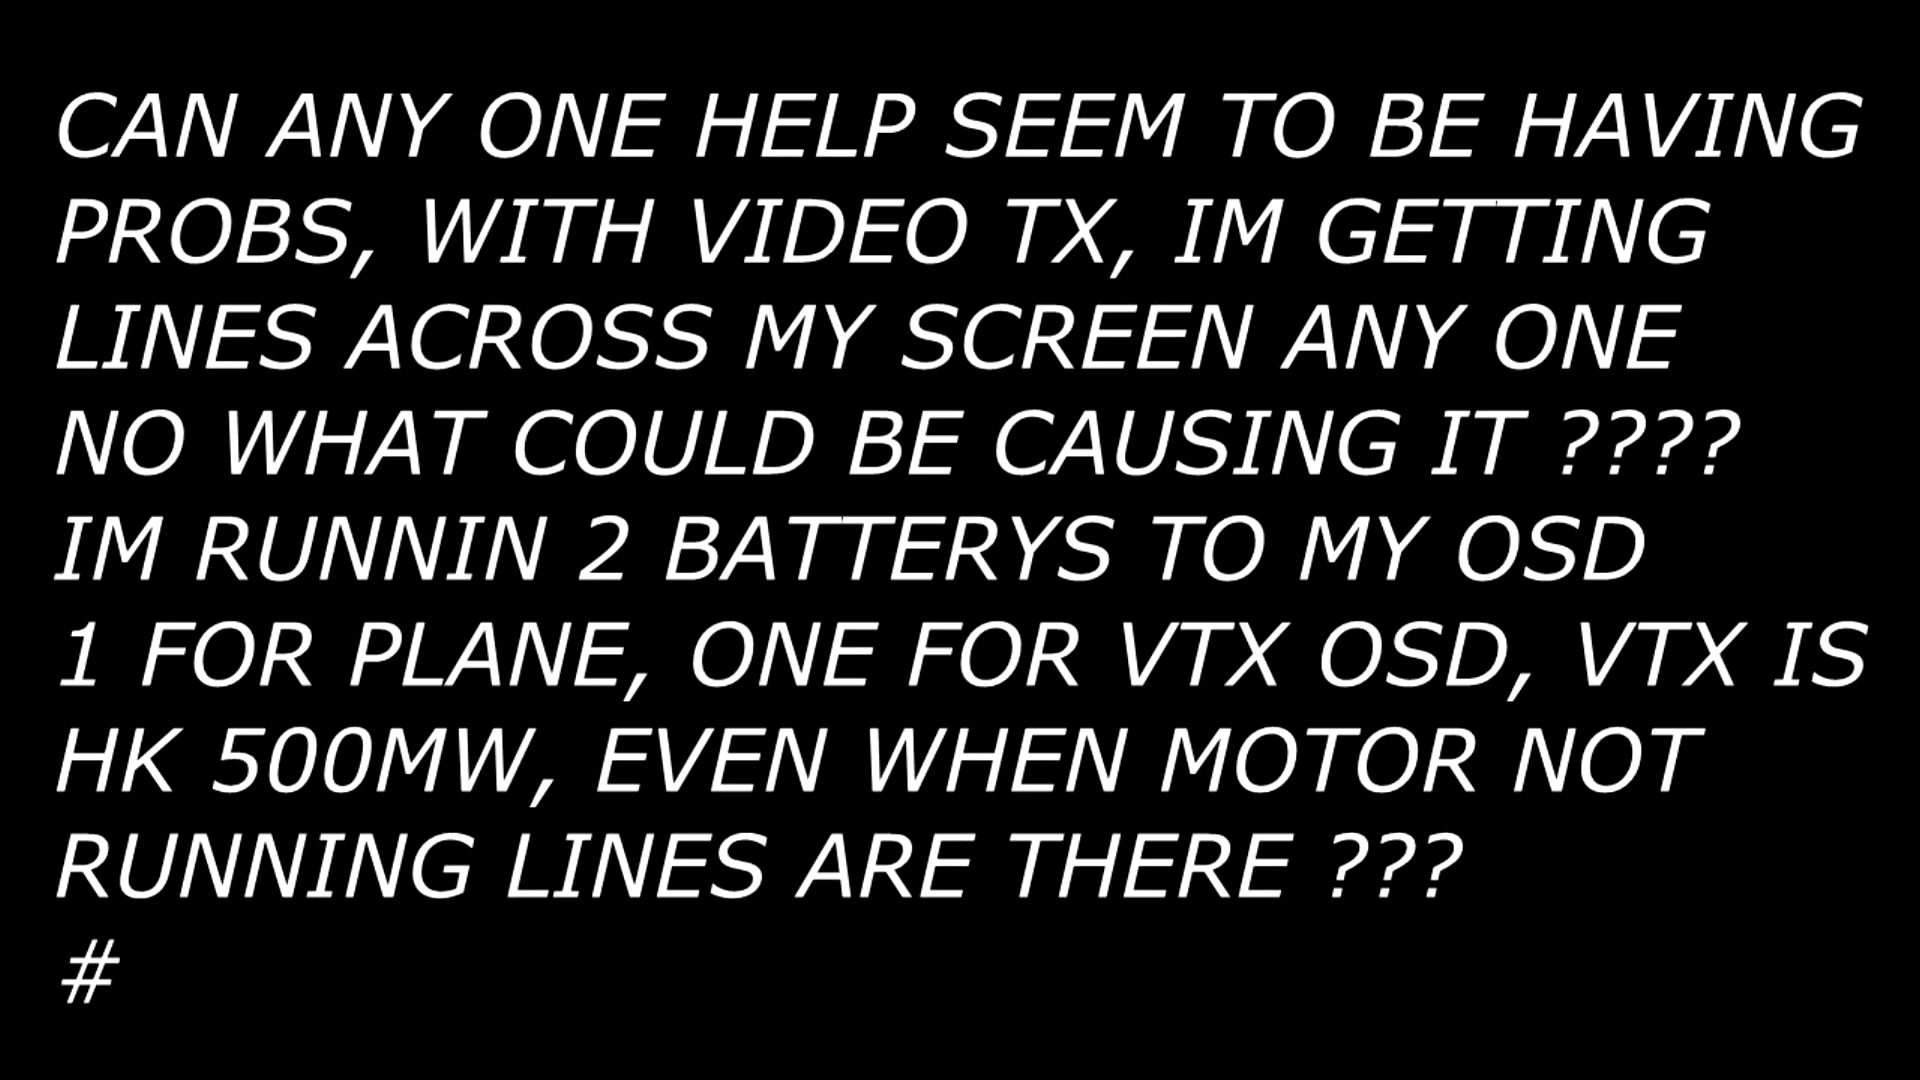 CAN ANY ONE HELP SEEM TO BE HAVING
PROBS, WITH VIDEO TX, IM GETTING
LINES ACROSS MY SCREEN ANY ONE
NO WHAT COULD BE CAUSING IT ????
IM RUNNIN 2 BATTERYS TO MY OSD
1 FOR PLANE, ONE FOR VTX OSD, VTX IS
HK 500MW, EVEN WHEN MOTOR NOT
RUNNING LINES ARE THERE ???
#